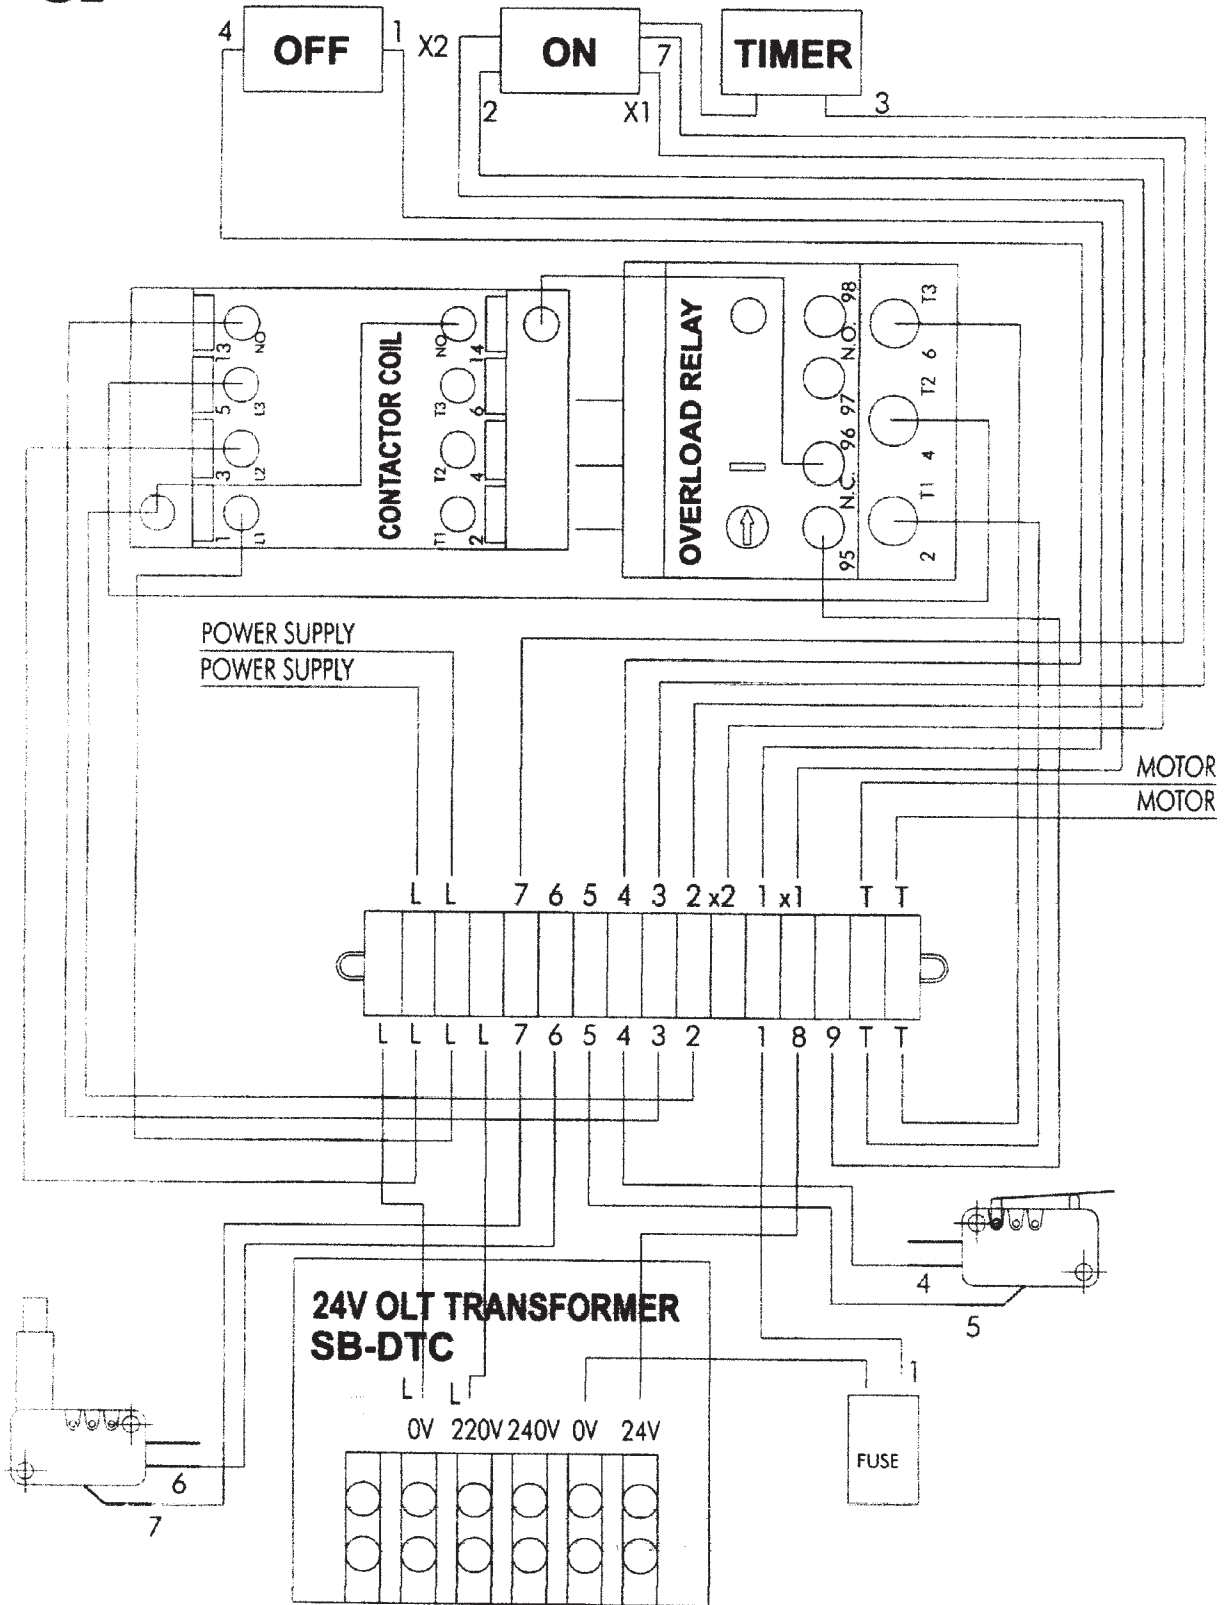 4 OFF 1
X2 ON 7
2 X1
TIMER
3
13 NO
5 L3
3 L2
1 L1
CONTACTOR COIL
NO 14
T3 6
T2 4
T1 2
OVERLOAD RELAY
95 N.C. 96 97 N.O. 98
2 T1 4 T2 6 T3
POWER SUPPLY
POWER SUPPLY
MOTOR
MOTOR
L L 7 6 5 4 3 2 x2 1 x1 T T
L L L L 7 6 5 4 3 2 1 8 9 T T
4
5
24V OLT TRANSFORMER
SB-DTC
L L
0V 220V 240V 0V 24V
1
FUSE
6
7